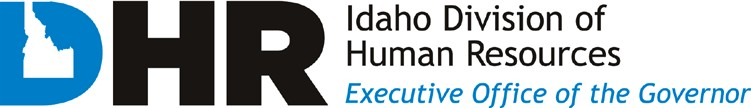 DHR
Idaho Division of
Human Resources
Executive Office of the Governor